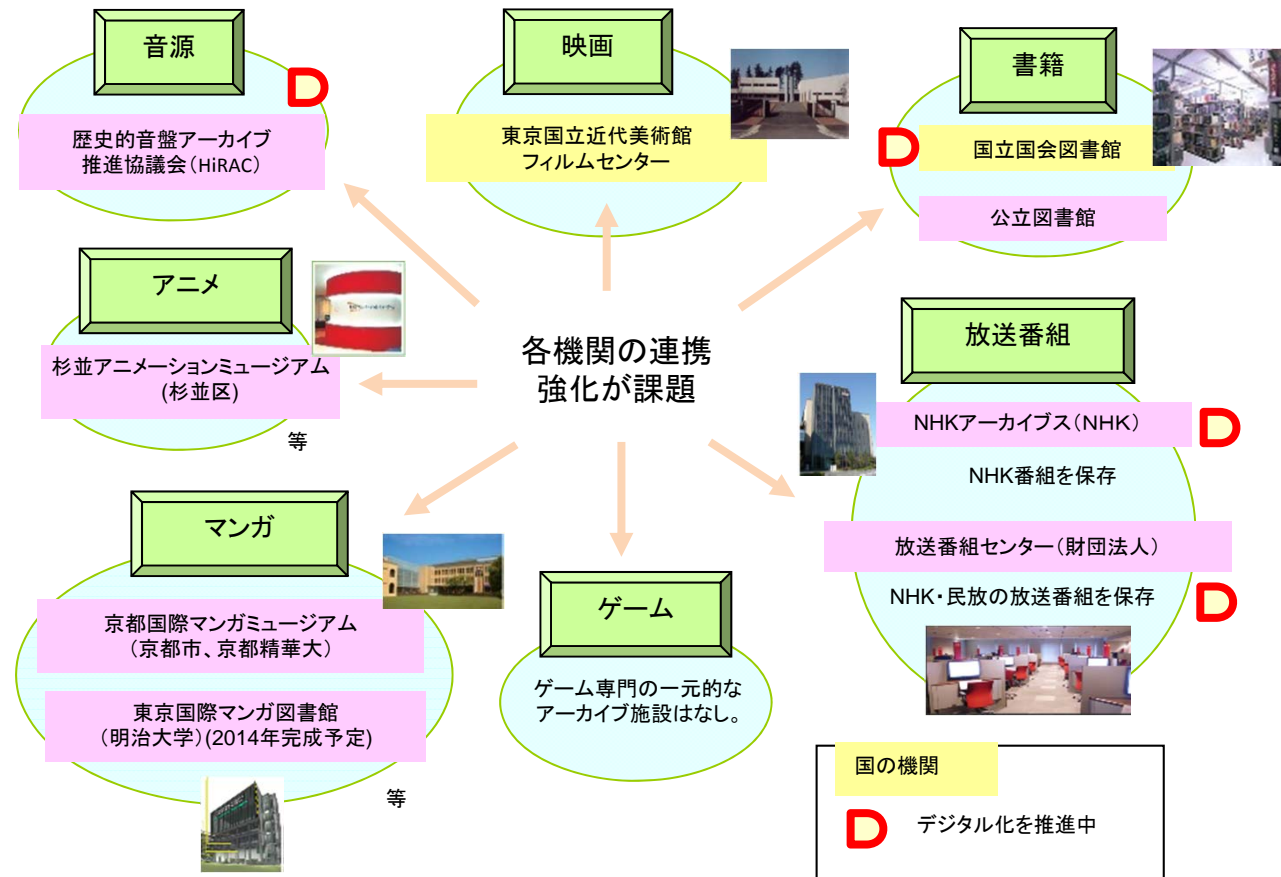 音源
歴史的音盤アーカイブ
推進協議会（HiRAC）
映画
東京国立近代美術館
フィルムセンター
書籍
国立国会図書館
公立図書館
アニメ
杉並アニメーションミュージアム
(杉並区)
等
各機関の連携
強化が課題
放送番組
NHKアーカイブス（NHK）
NHK番組を保存
放送番組センター（財団法人）
NHK・民放の放送番組を保存
マンガ
京都国際マンガミュージアム
（京都市、京都精華大）
東京国際マンガ図書館
（明治大学）(2014年完成予定)
等
ゲーム
ゲーム専門の一元的な
アーカイブ施設はなし。
国の機関
デジタル化を推進中